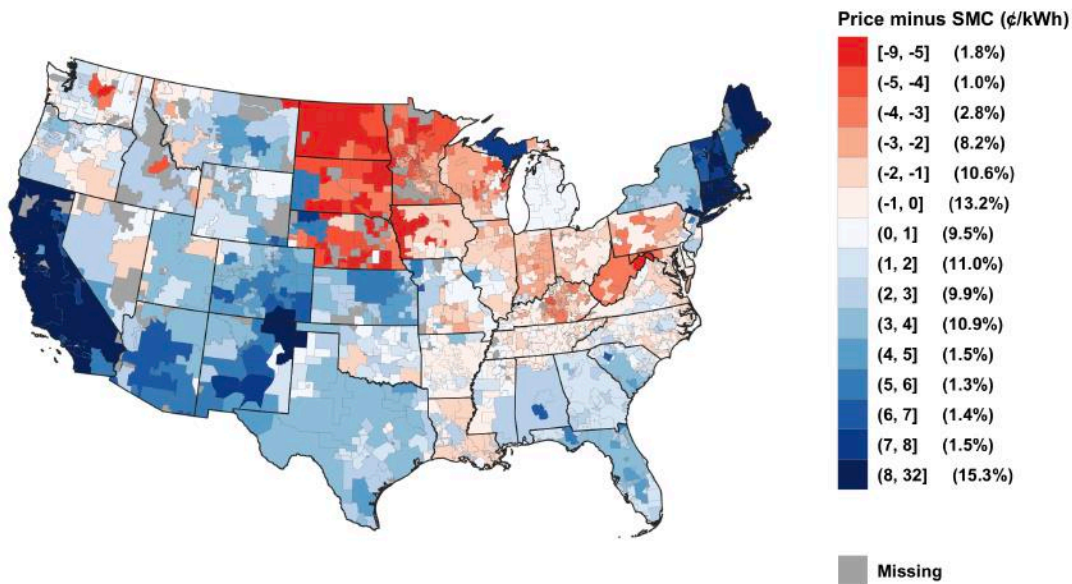 Price minus SMC (¢/kWh)
[-9, -5] (1.8%)
(-5, -4] (1.0%)
(-4, -3] (2.8%)
(-3, -2] (8.2%)
(-2, -1] (10.6%)
(-1, 0] (13.2%)
(0, 1] (9.5%)
(1, 2] (11.0%)
(2, 3] (9.9%)
(3, 4] (10.9%)
(4, 5] (1.5%)
(5, 6] (1.3%)
(6, 7] (1.4%)
(7, 8] (1.5%)
(8, 32] (15.3%)
Missing